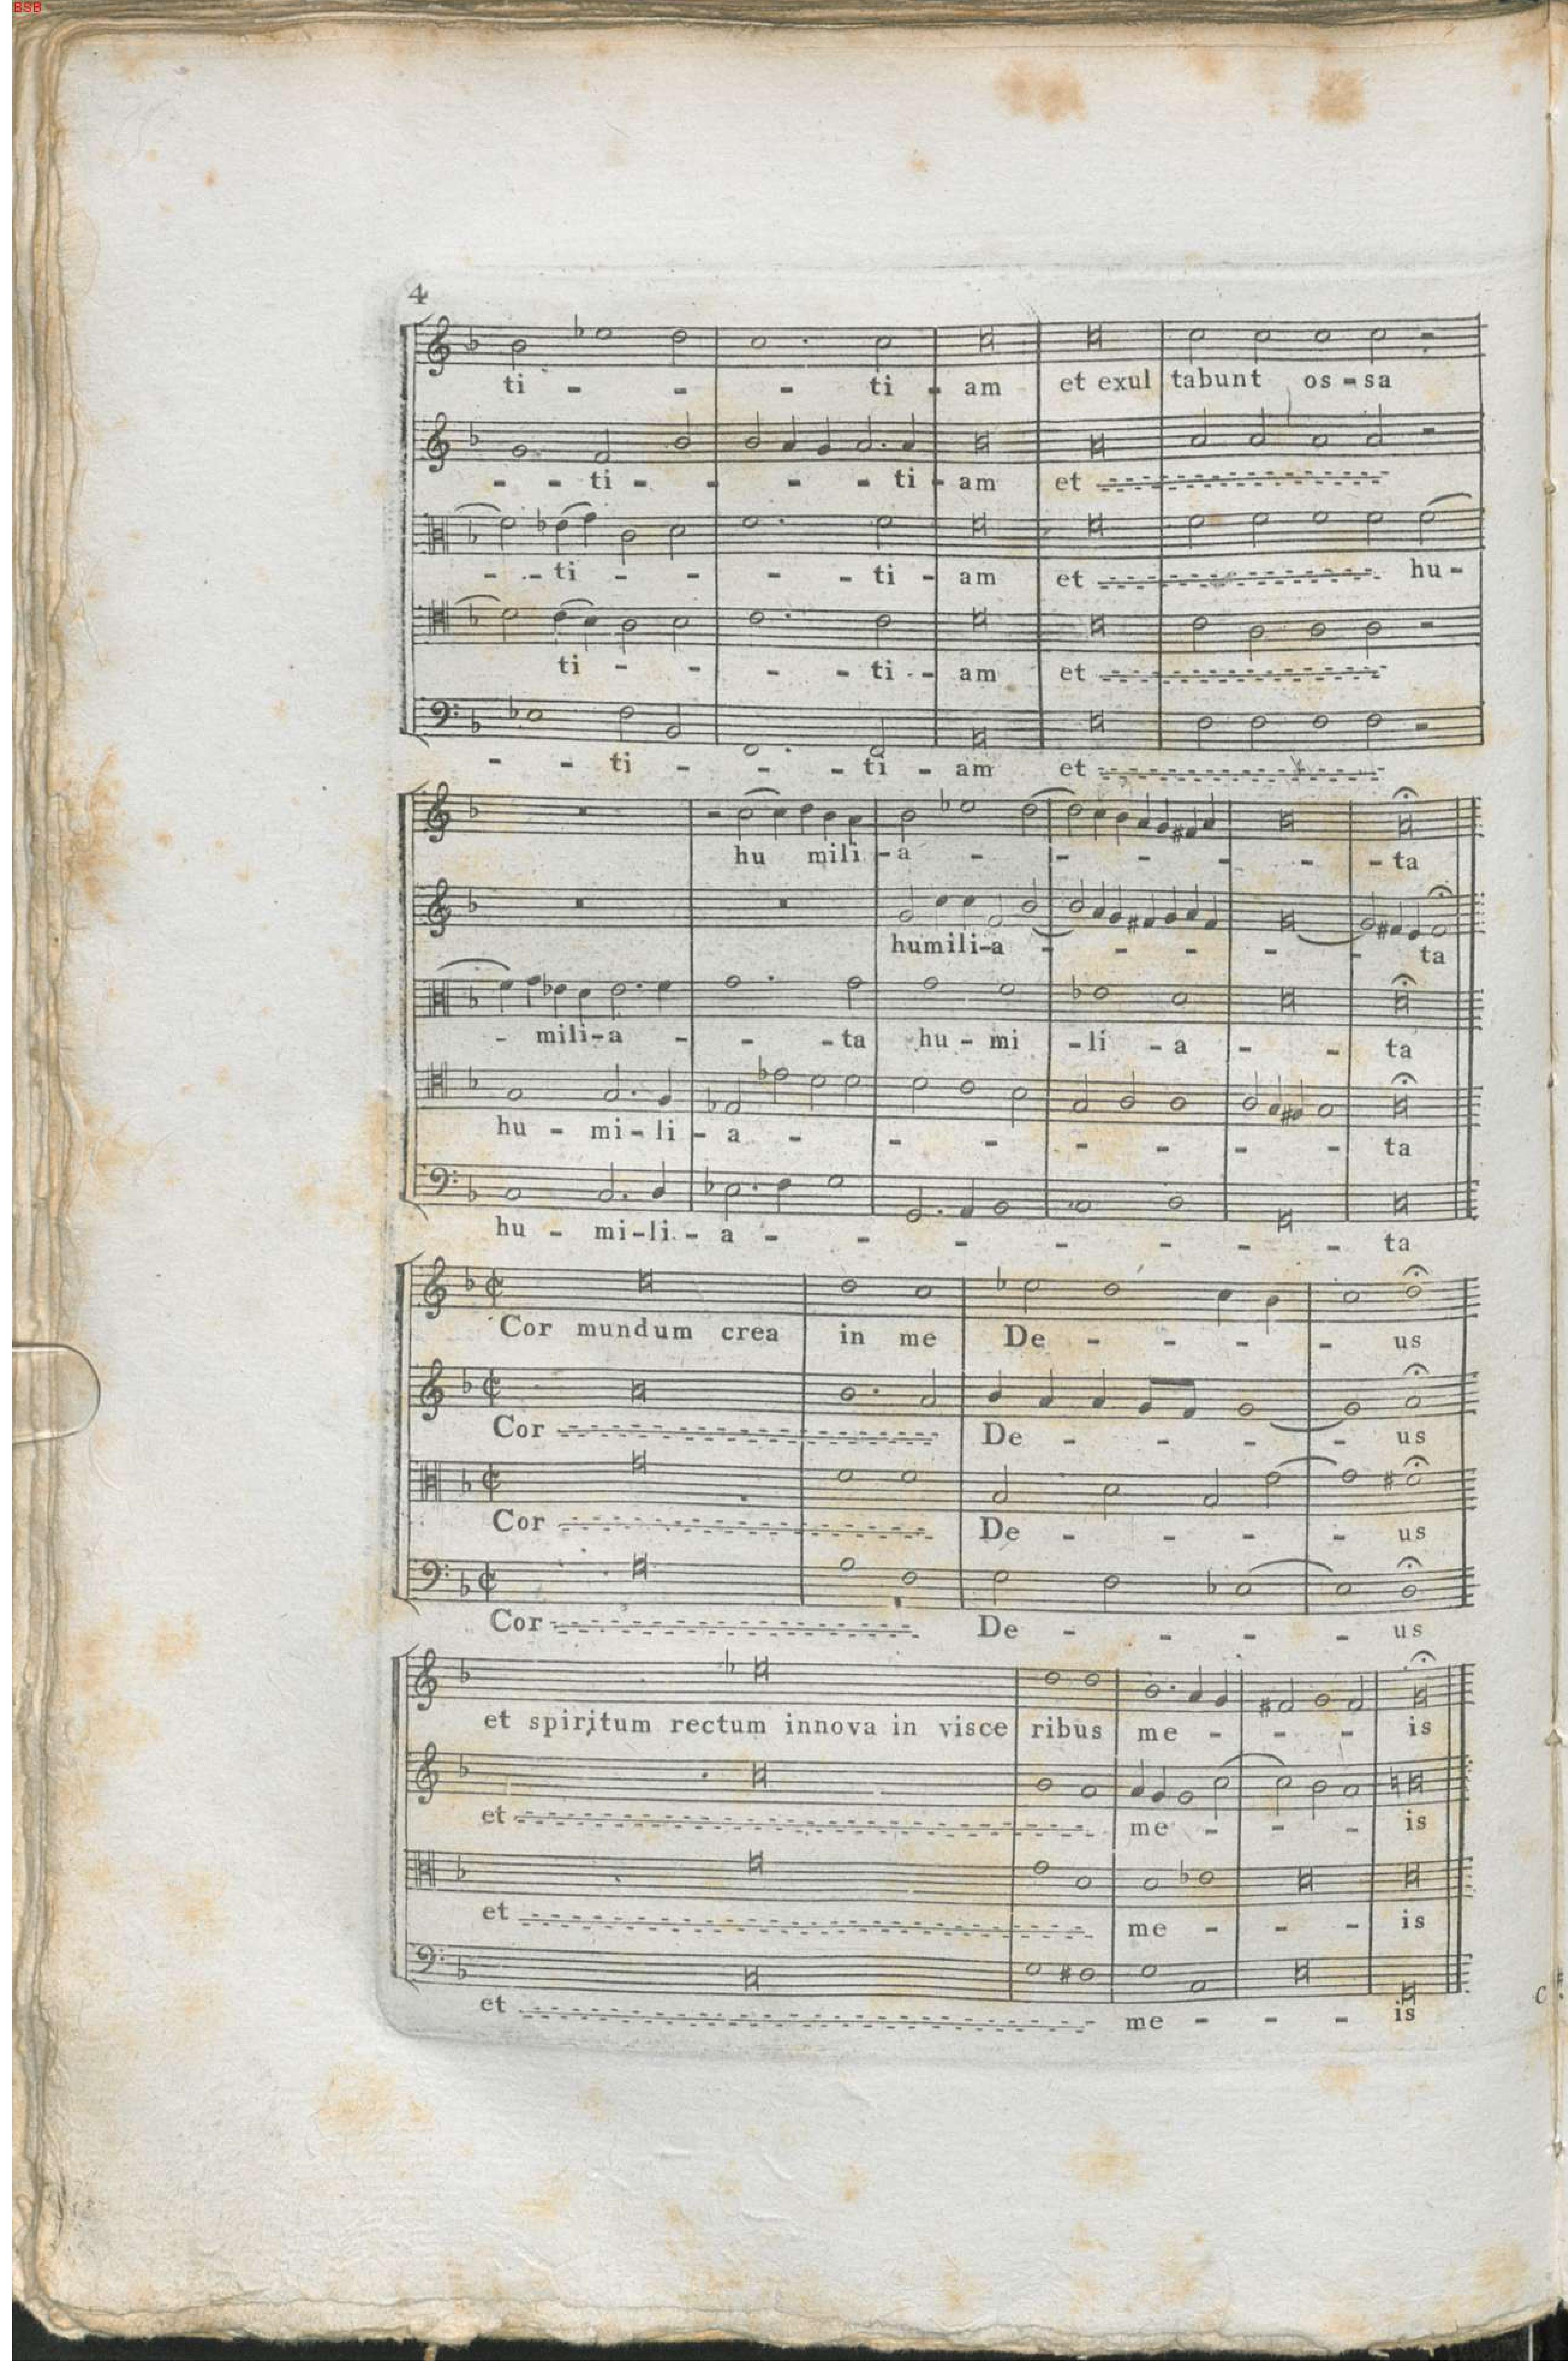 BSB
4
ti - - - ti - am et exul tabunt os - sa
- - ti - - - - ti - am et
- - ti - - - - ti - am et hu -
ti - - - - ti - am et
- - ti - - - ti - am et
hu mili - a - - - - - - ta
humili-a - - - - - ta
- mili-a - - - ta hu - mi - li - a - - ta
hu - mi - li - a - - - - - - - ta
hu - mi-li - a - - - - - - - ta
Cor mundum crea in me De - - - - us
Cor De - - - - us
Cor De - - - - us
Cor De - - - - us
et spiritum rectum innova in visce ribus me - - - is
et me - - - is
et me - - - is
et me - - - is